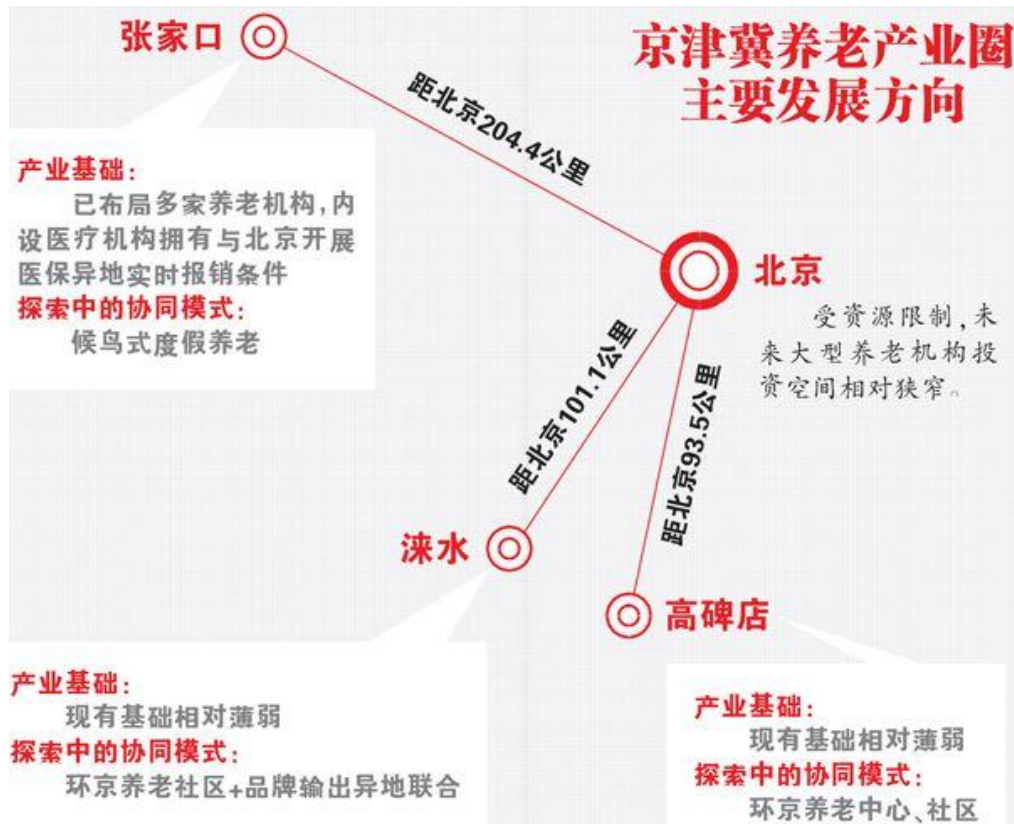 京津冀养老产业圈
主要发展方向
张家口
距北京204.4公里
产业基础：
已布局多家养老机构，内
设医疗机构拥有与北京开展
医保异地实时报销条件
探索中的协同模式：
候鸟式度假养老
北京
受资源限制，未
来大型养老机构投
资空间相对狭窄。
距北京101.1公里
距北京93.5公里
涞水
高碑店
产业基础：
现有基础相对薄弱
探索中的协同模式：
环京养老社区+品牌输出异地联合
产业基础：
现有基础相对薄弱
探索中的协同模式：
环京养老中心、社区